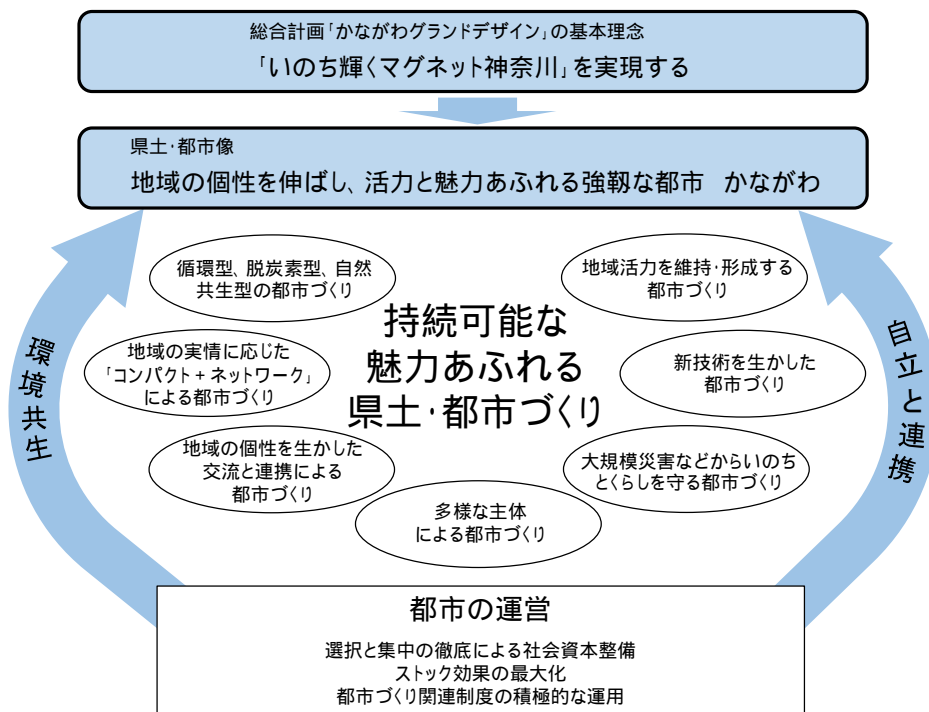 総合計画「かながわグランドデザイン」の基本理念
「いのち輝くマグネット神奈川」を実現する
県土・都市像
地域の個性を伸ばし、活力と魅力あふれる強靱な都市　かながわ
循環型、脱炭素型、自然
共生型の都市づくり
地域活力を維持・形成する
都市づくり
持続可能な
魅力あふれる
県土・都市づくり
環境共生
自立と連携
地域の実情に応じた
「コンパクト+ネットワーク」
による都市づくり
新技術を生かした
都市づくり
地域の個性を生かした
交流と連携による
都市づくり
大規模災害などからいのち
とくらしを守る都市づくり
多様な主体
による都市づくり
都市の運営
選択と集中の徹底による社会資本整備
ストック効果の最大化
都市づくり関連制度の積極的な運用